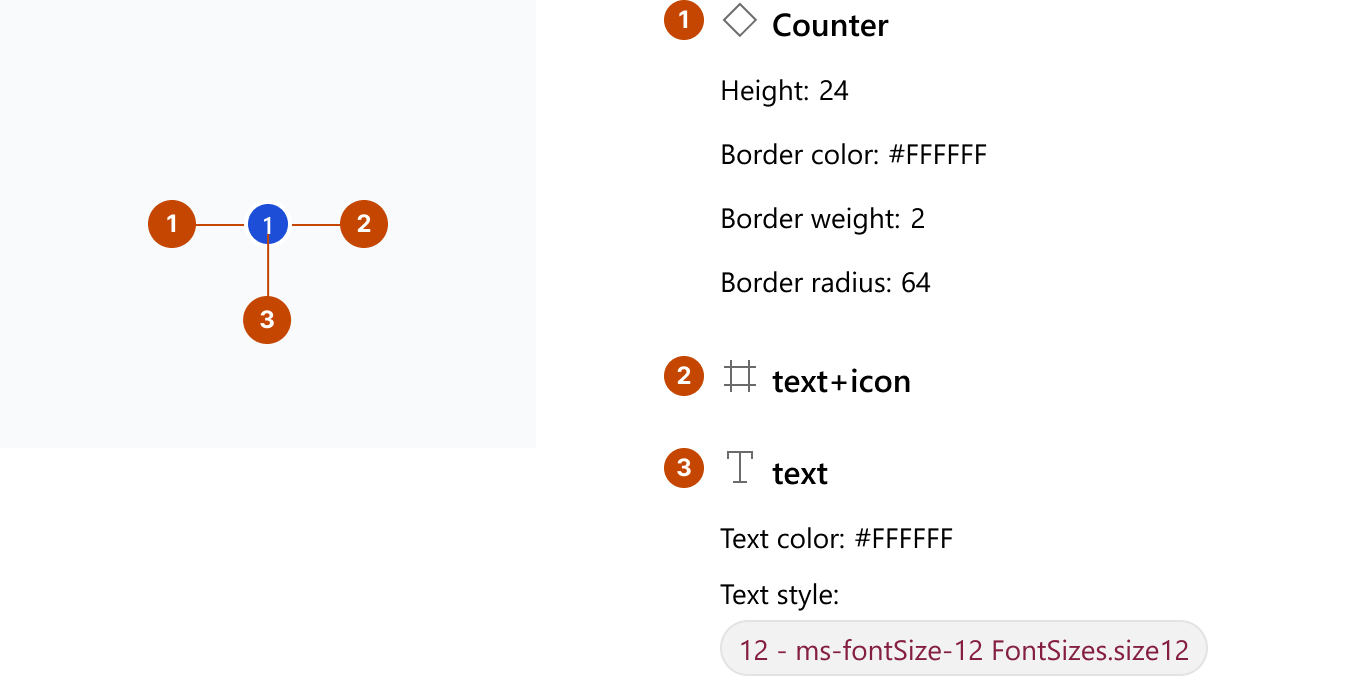 1 1 2
3
1 Counter
Height: 24
Border color: #FFFFFF
Border weight: 2
Border radius: 64
2 text+icon
3 text
Text color: #FFFFFF
Text style:
12 - ms-fontSize-12 FontSizes.size12